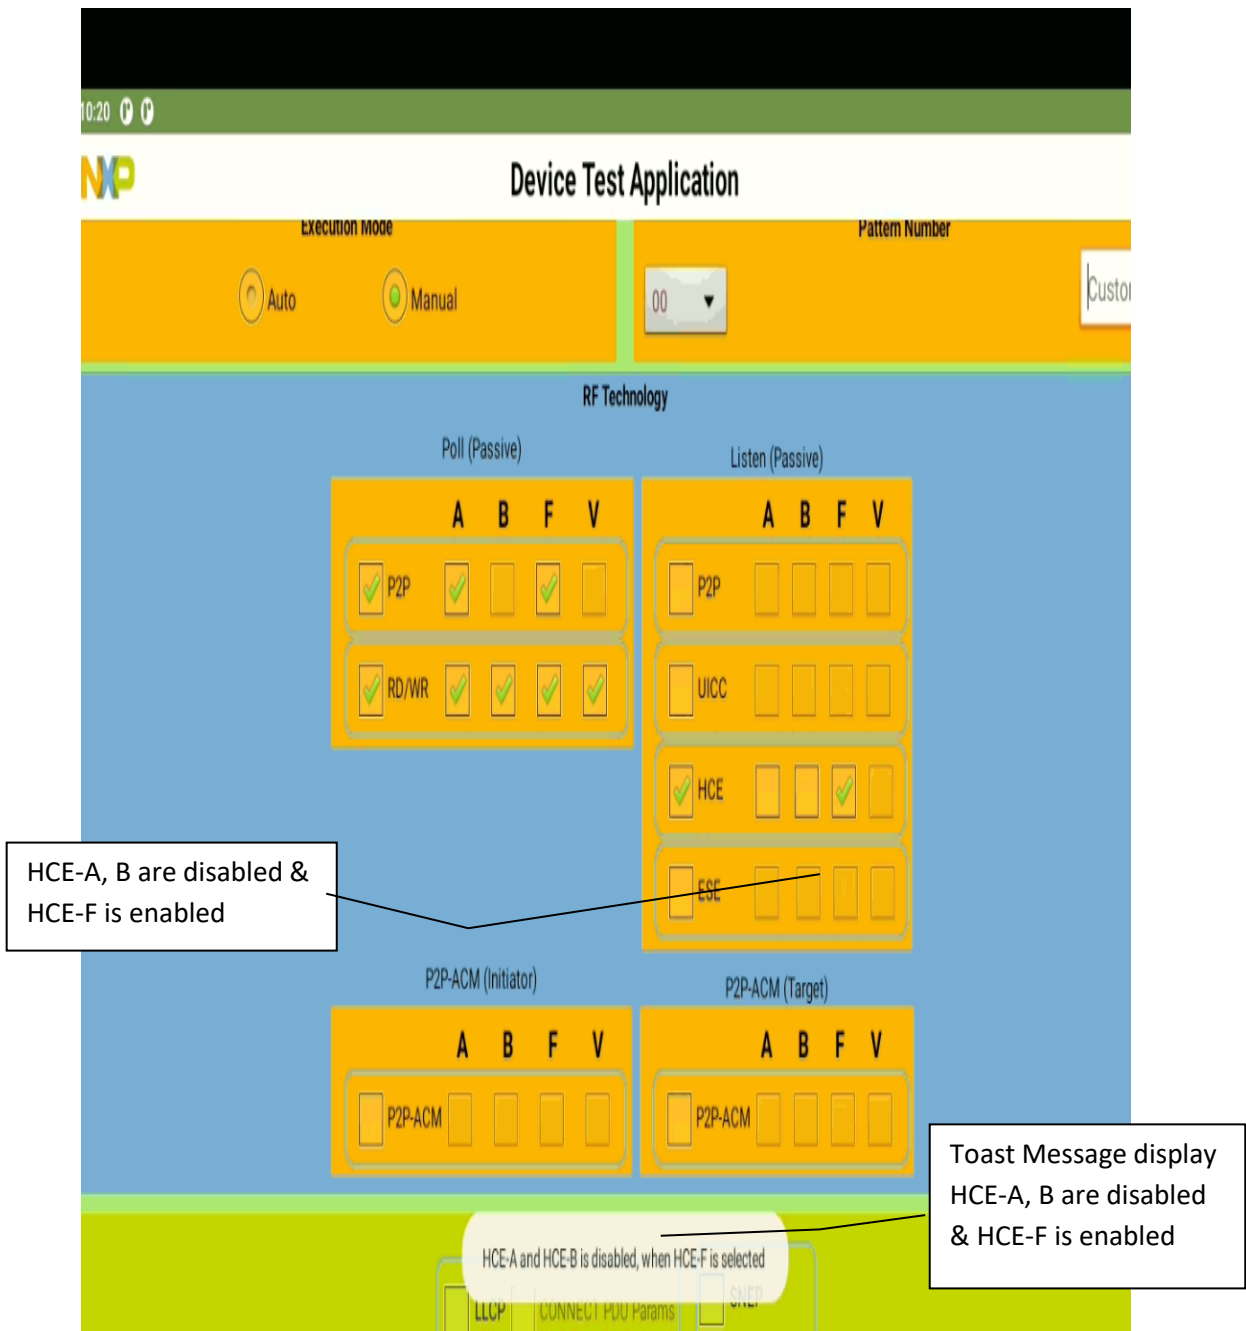 10:20
NXP
Device Test Application
Execution Mode
Pattern Number
Auto
Manual
00
Custo
RF Technology
Poll (Passive)
Listen (Passive)
A B F V
A B F V
P2P
P2P
RD/WR
UICC
HCE
HCE-A, B are disabled &
HCE-F is enabled
ESE
P2P-ACM (Initiator)
P2P-ACM (Target)
A B F V
A B F V
P2P-ACM
P2P-ACM
Toast Message display
HCE-A, B are disabled
& HCE-F is enabled
HCE-A and HCE-B is disabled, when HCE-F is selected
LLCP
CONNECT PDU Params
SNEP